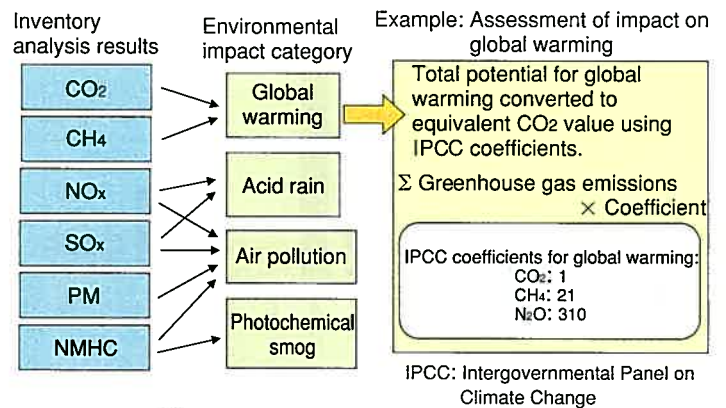 Inventory
analysis results
CO2
CH4
NOx
SOx
PM
NMHC
Environmental
impact category
Global
warming
Acid rain
Air pollution
Photochemical
smog
Example: Assessment of impact on
global warming
Total potential for global
warming converted to
equivalent CO2 value using
IPCC coefficients.
Σ Greenhouse gas emissions
× Coefficient
IPCC coefficients for global warming:
CO2: 1
CH4: 21
N2O: 310
IPCC: Intergovernmental Panel on
Climate Change